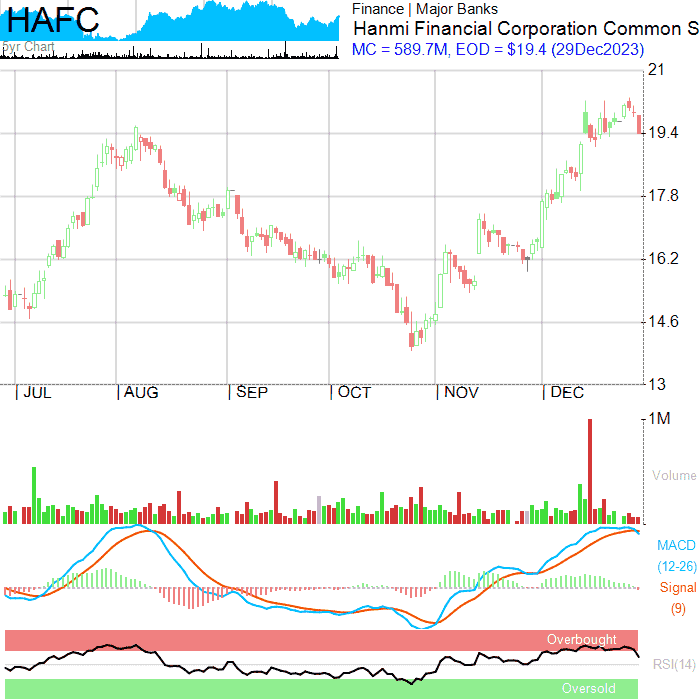 HAFC
5yr Chart
Finance | Major Banks
Hanmi Financial Corporation Common S
MC = 589.7M, EOD = $19.4 (29Dec2023)
21
19.4
17.8
16.2
14.6
13
JUL AUG SEP OCT NOV DEC
1M
Volume
MACD
(12-26)
Signal
(9)
Overbought
RSI(14)
Oversold